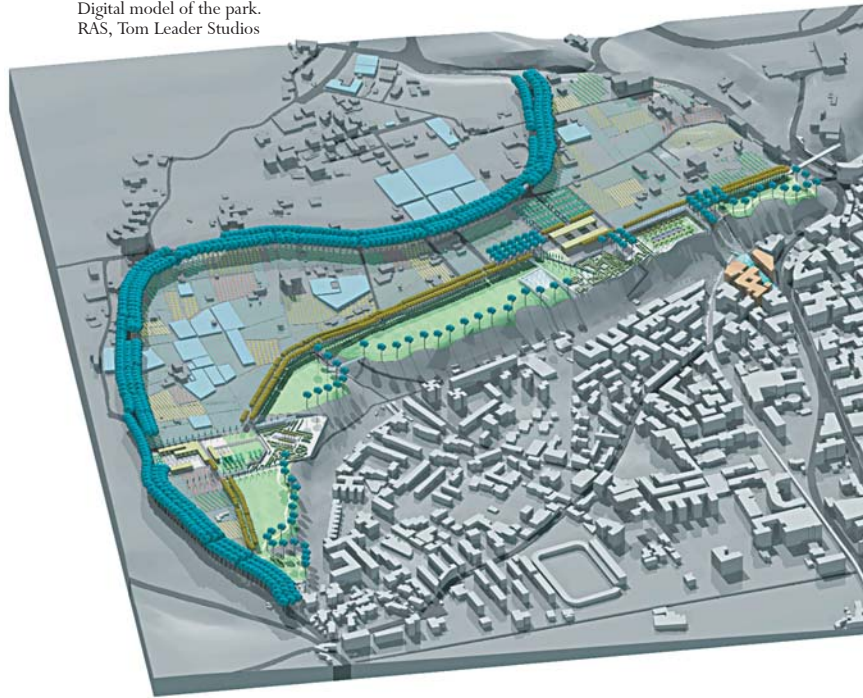 Digital model of the park.
RAS, Tom Leader Studios